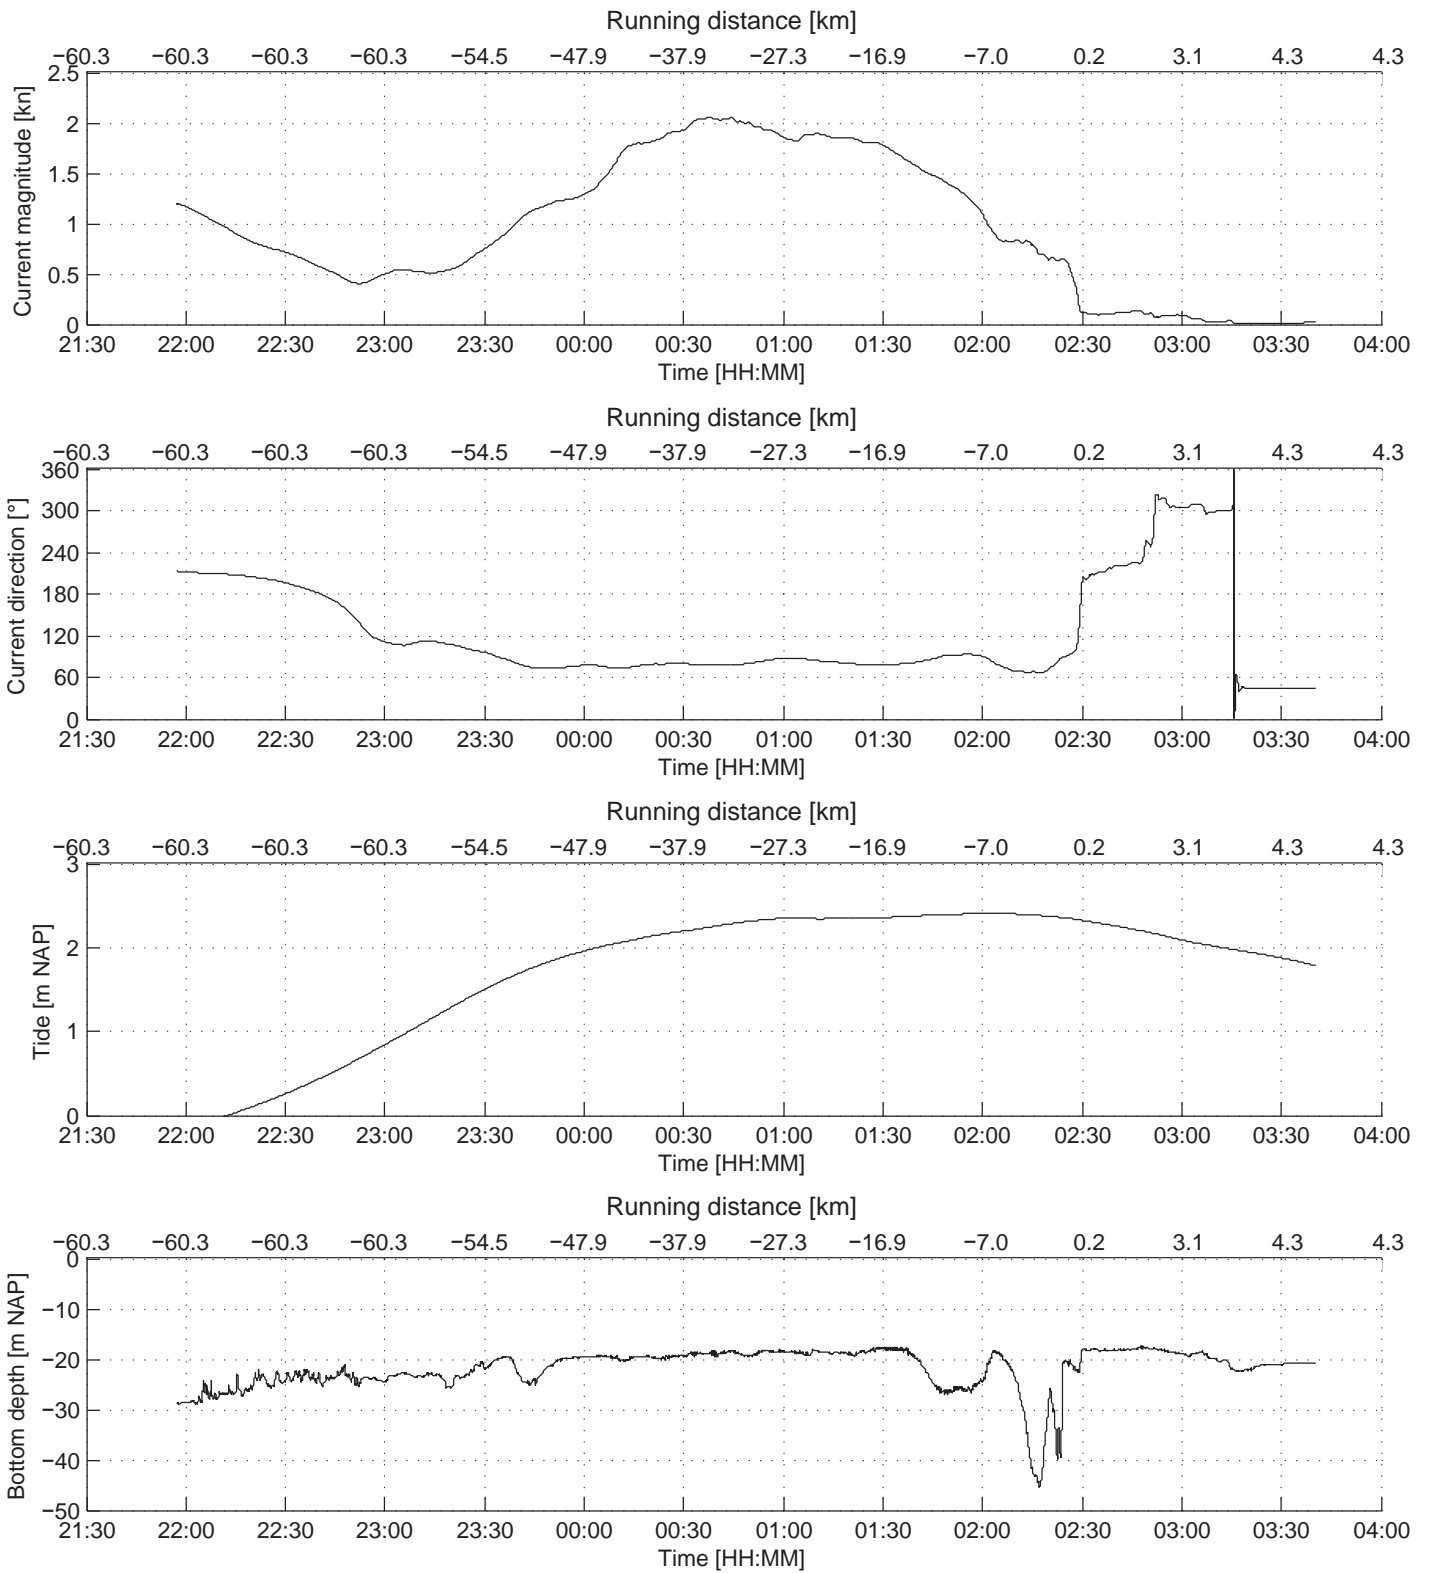 Running distance [km]
−60.3 −60.3 −60.3 −60.3 −54.5 −47.9 −37.9 −27.3 −16.9 −7.0 0.2 3.1 4.3 4.3
2.5
2
1.5
1
0.5
0
Current magnitude [kn]
21:30 22:00 22:30 23:00 23:30 00:00 00:30 01:00 01:30 02:00 02:30 03:00 03:30 04:00
Time [HH:MM]
Running distance [km]
−60.3 −60.3 −60.3 −60.3 −54.5 −47.9 −37.9 −27.3 −16.9 −7.0 0.2 3.1 4.3 4.3
360
300
240
180
120
60
0
Current direction [°]
21:30 22:00 22:30 23:00 23:30 00:00 00:30 01:00 01:30 02:00 02:30 03:00 03:30 04:00
Time [HH:MM]
Running distance [km]
−60.3 −60.3 −60.3 −60.3 −54.5 −47.9 −37.9 −27.3 −16.9 −7.0 0.2 3.1 4.3 4.3
3
2
1
0
Tide [m NAP]
21:30 22:00 22:30 23:00 23:30 00:00 00:30 01:00 01:30 02:00 02:30 03:00 03:30 04:00
Time [HH:MM]
Running distance [km]
−60.3 −60.3 −60.3 −60.3 −54.5 −47.9 −37.9 −27.3 −16.9 −7.0 0.2 3.1 4.3 4.3
0
−10
−20
−30
−40
−50
Bottom depth [m NAP]
21:30 22:00 22:30 23:00 23:30 00:00 00:30 01:00 01:30 02:00 02:30 03:00 03:30 04:00
Time [HH:MM]